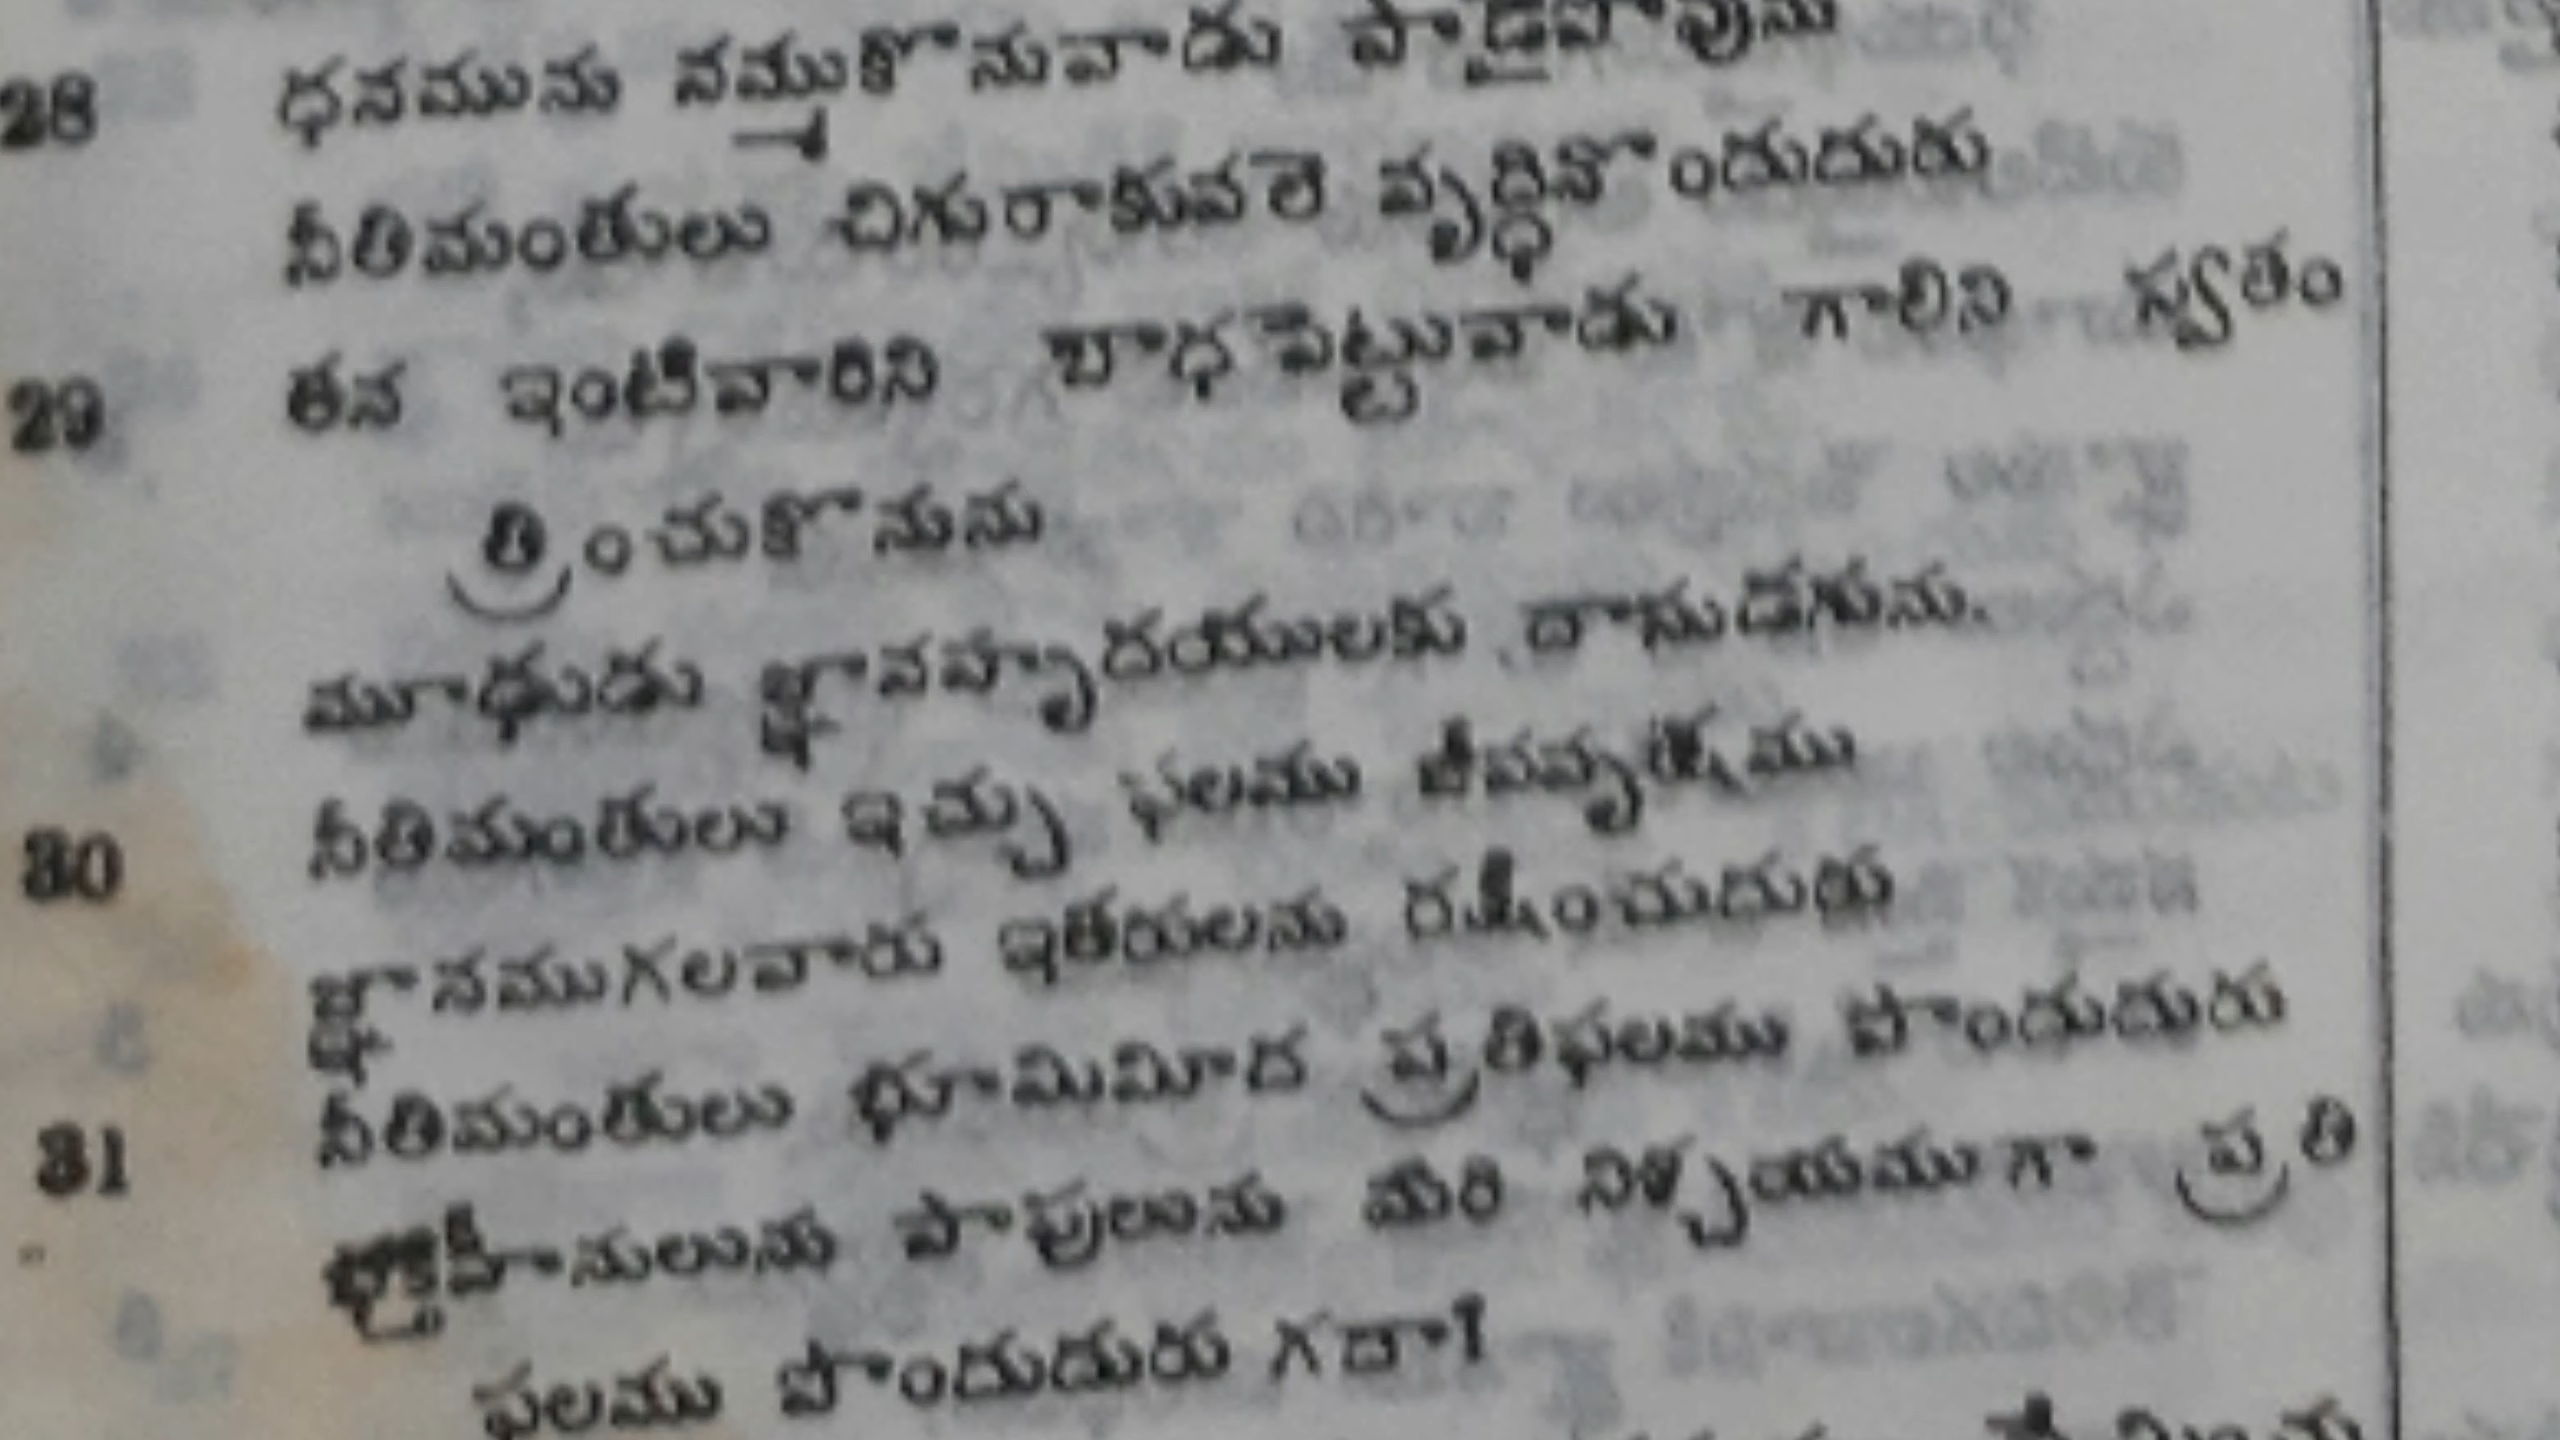 28 ధనమును నమ్ముకొనువాడు పాడైపోవును
నీతిమంతులు చిగురాకువలె వృద్ధినొందుదురు
29 తన ఇంటివారిని బాధపెట్టువాడు గాలిని స్వతం
త్రించుకొనును
మూఢుడు జ్ఞానహృదయులకు దాసుడగును.
30 నీతిమంతులు ఇచ్చు ఫలము జీవవృక్షము
జ్ఞానముగలవారు ఇతరులను రక్షించుదురు
నీతిమంతులు భూమిమీద ప్రతిఫలము పొందుదురు
31 భక్తిహీనులును పాపులును మరి నిశ్చయముగా ప్రతి
ఫలము పొందుదురు గదా!